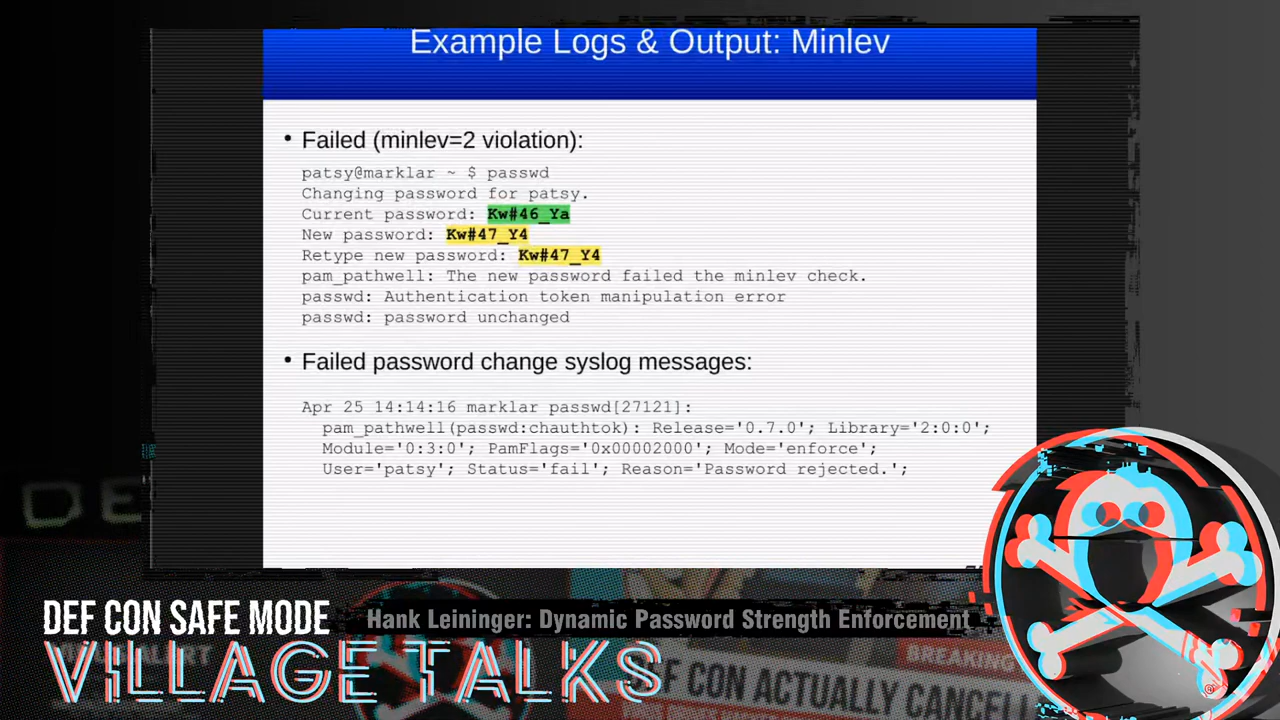 Example Logs & Output: Minlev
• Failed (minlev=2 violation):
patsy@marklar ~ $ passwd
Changing password for patsy.
Current password: Kw#46_Ya
New password: Kw#47_Y4
Retype new password: Kw#47_Y4
pam_pathwell: The new password failed the minlev check.
passwd: Authentication token manipulation error
passwd: password unchanged
• Failed password change syslog messages:
Apr 25 14:14:16 marklar passwd[27121]:
pam_pathwell(passwd:chauthtok): Release='0.7.0'; Library='2:0:0';
Module='0:3:0'; PamFlags='0x00002000'; Mode='enforce';
User='patsy'; Status='fail'; Reason='Password rejected.';
DE
DEF CON SAFE MODE
Hank Leininger: Dynamic Password Strength Enforcement
VILLAGE TALKS
BREAKING
DEF CON ACTUALLY CANCELL